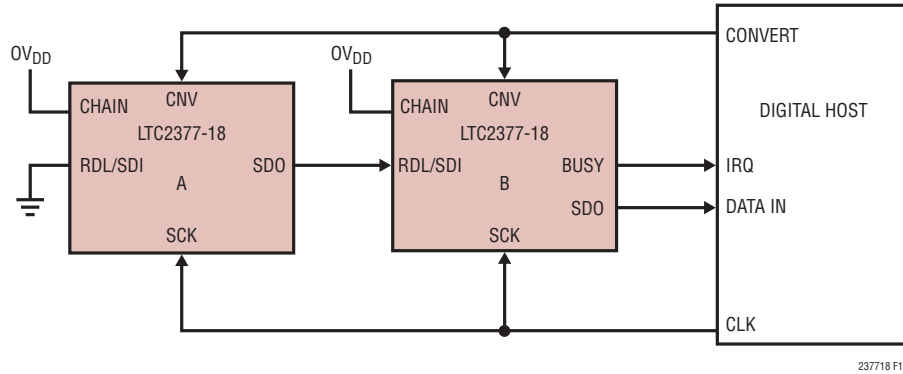 CONVERT
OVDD
OVDD
CHAIN
CNV
LTC2377-18
RDL/SDI
SDO
A
SCK
CHAIN
CNV
LTC2377-18
RDL/SDI
BUSY
B
SDO
SCK
DIGITAL HOST
IRQ
DATA IN
CLK
237718 F1